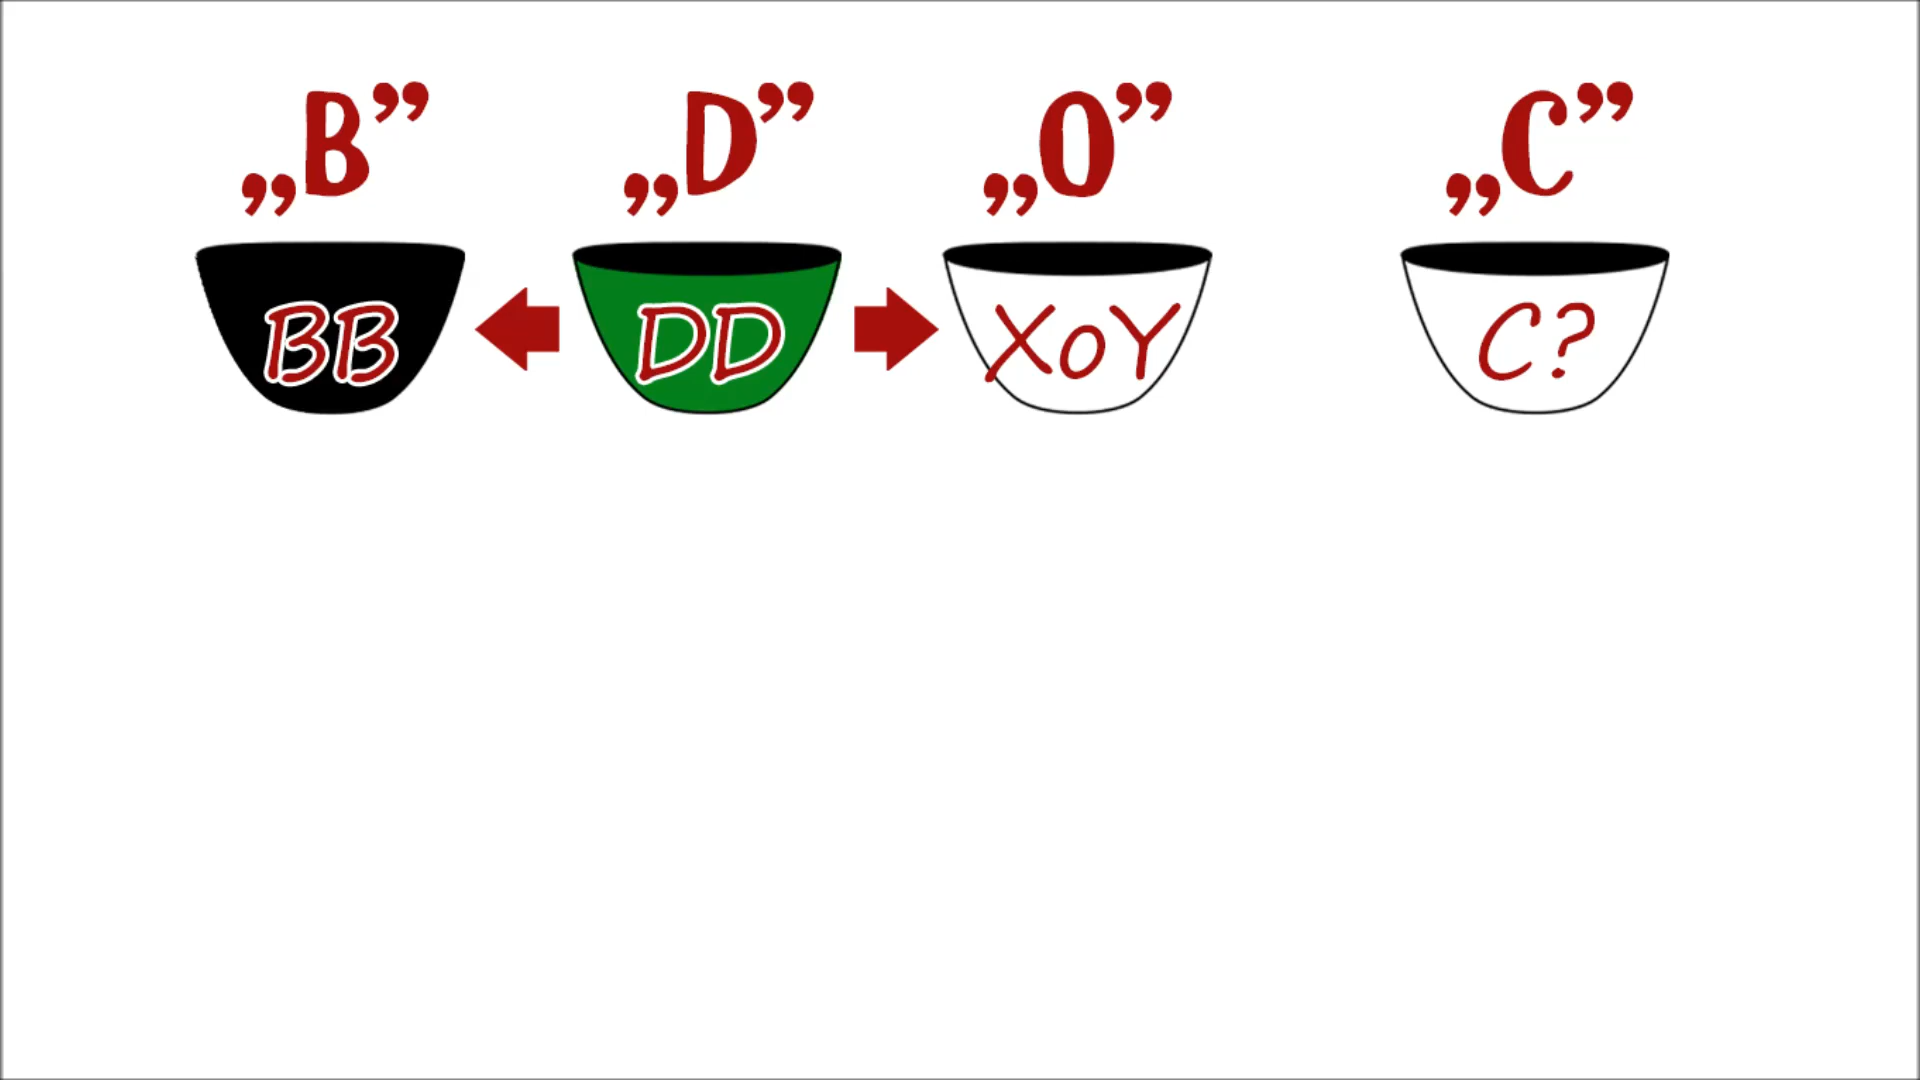 „B” „D” „O” „C”
BB DD XoY C?